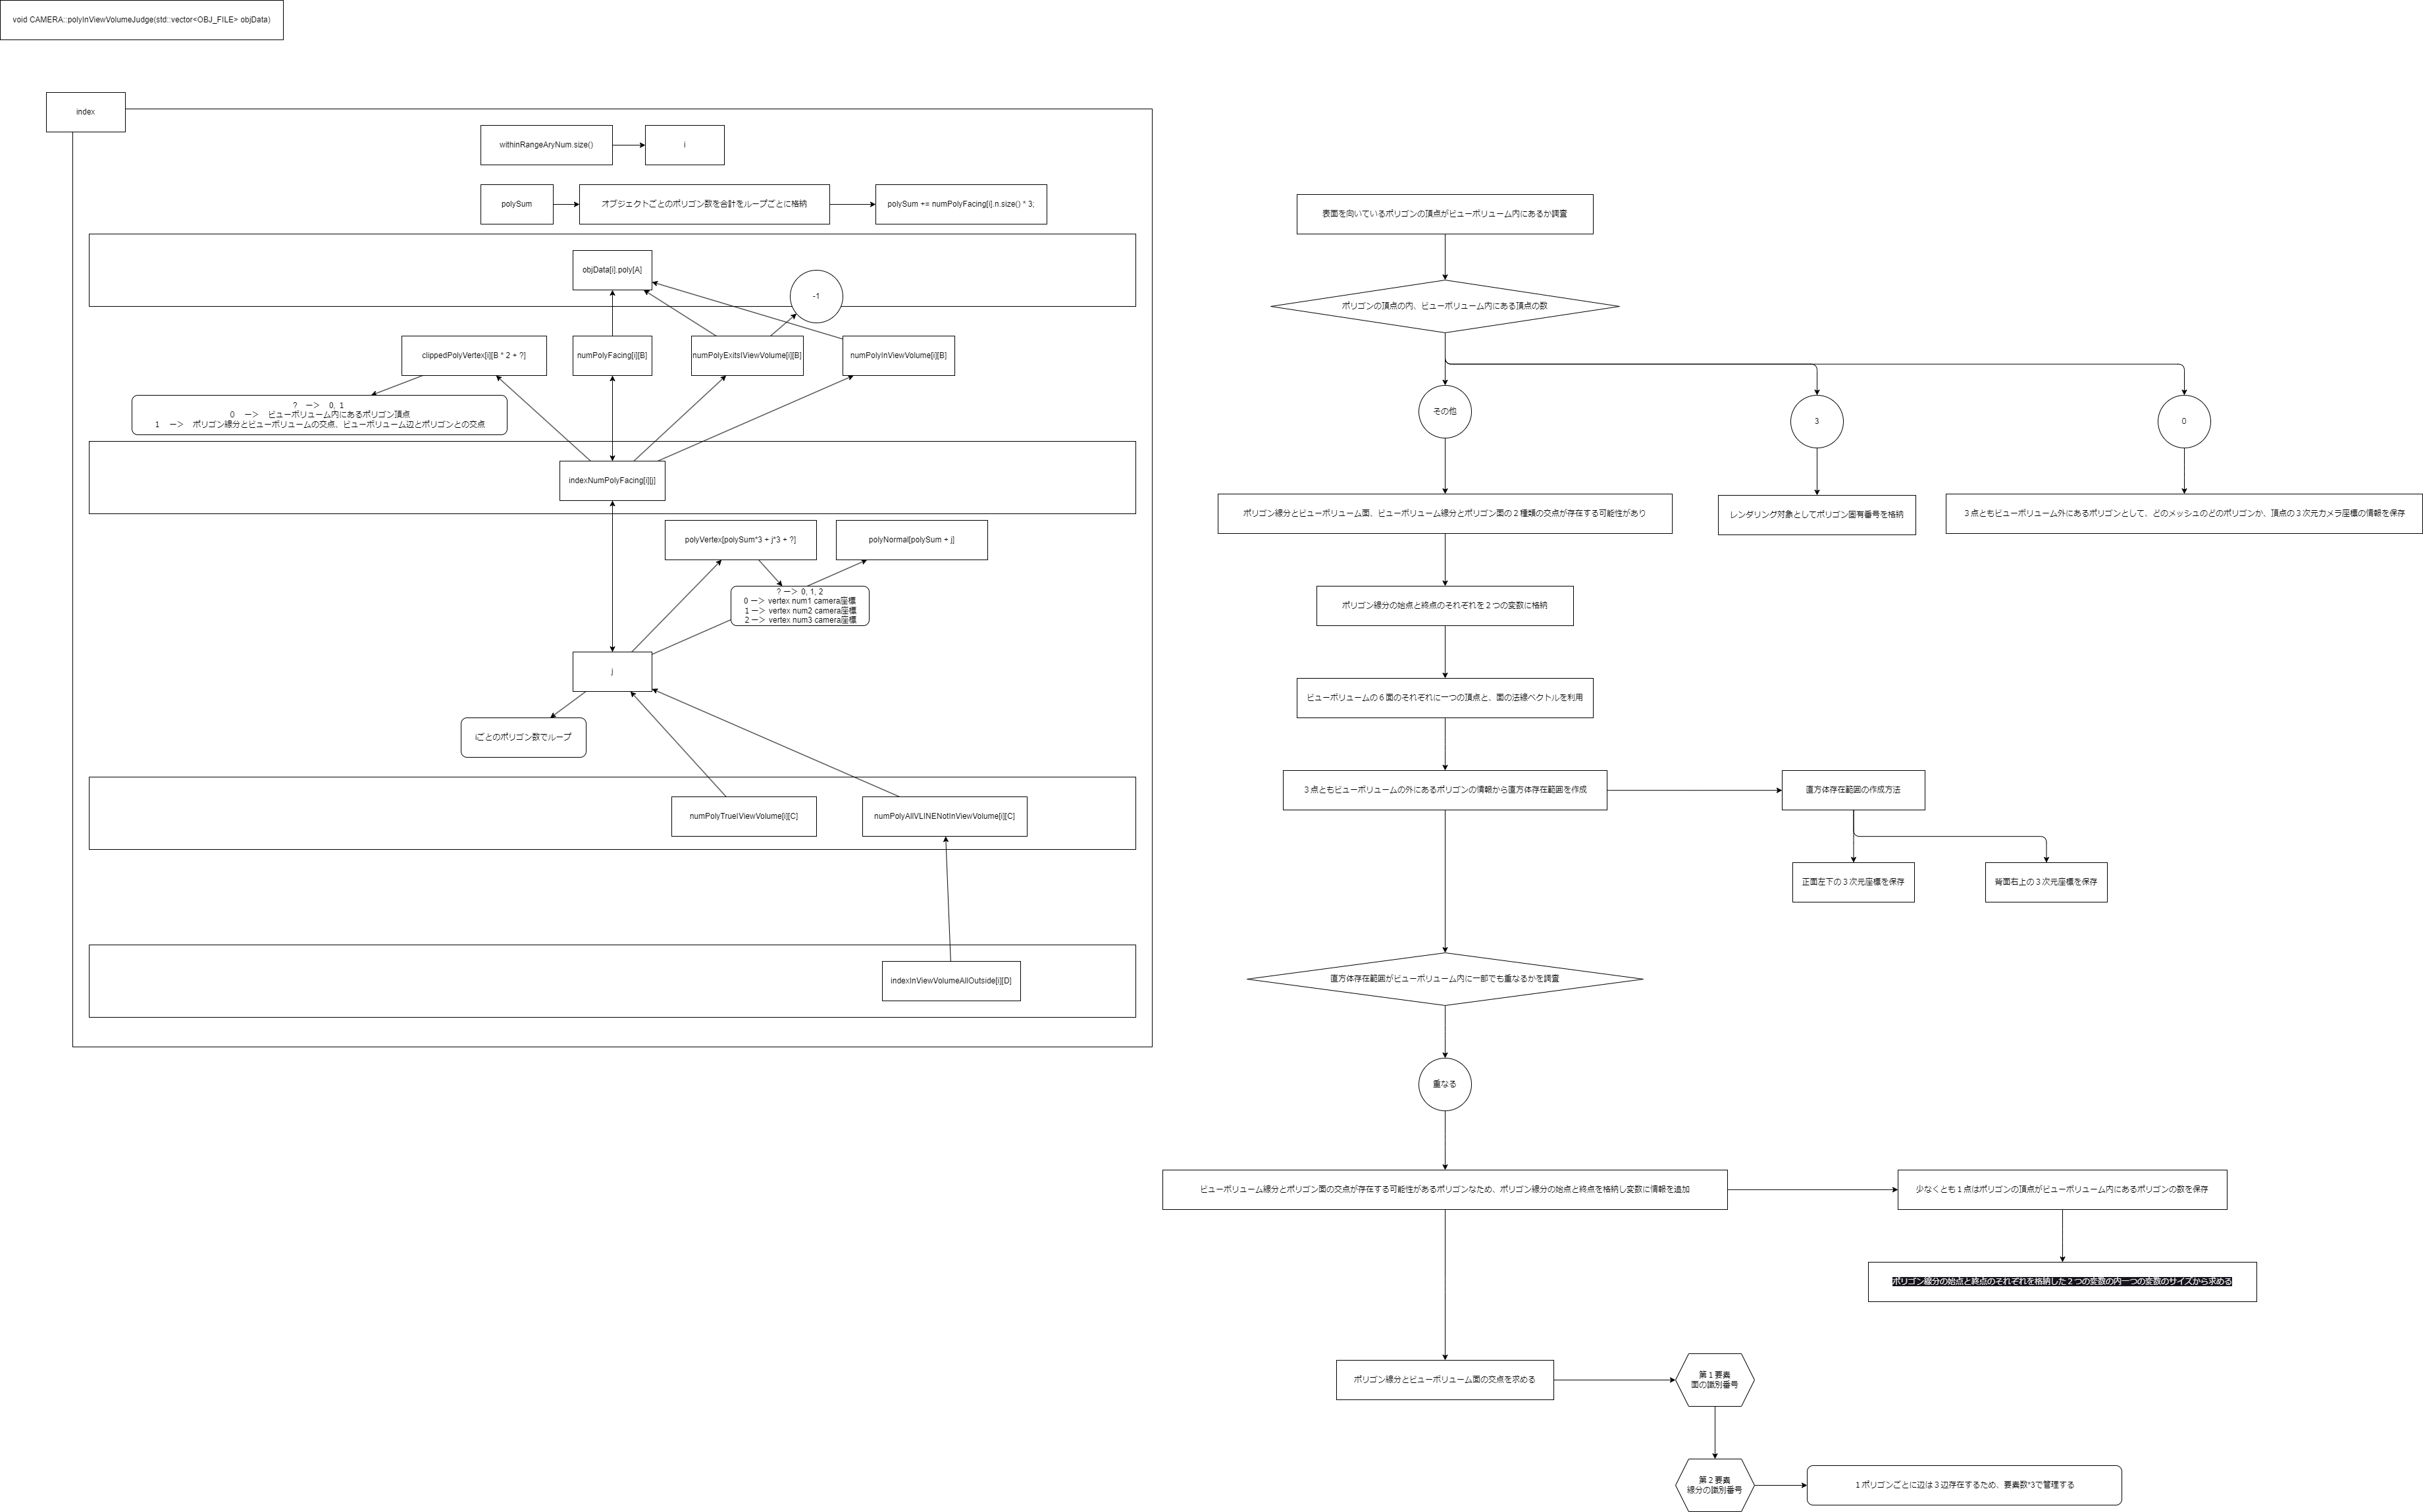 void CAMERA::polyInViewVolumeJudge(std::vector<OBJ_FILE> objData)
index
withinRangeAryNum.size()
i
polySum
オブジェクトごとのポリゴン数を合計をループごとに格納
polySum += numPolyFacing[i].n.size() * 3;
objData[i].poly[A]
-1
clippedPolyVertex[i][B * 2 + ?]
numPolyFacing[i][B]
numPolyExitsIViewVolume[i][B]
numPolyInViewVolume[i][B]
?　ー＞　0, 1
0　ー＞　ビューボリューム内にあるポリゴン頂点
1　ー＞　ポリゴン線分とビューボリュームの交点、ビューボリューム辺とポリゴンとの交点
indexNumPolyFacing[i][j]
polyVertex[polySum*3 + j*3 + ?]
polyNormal[polySum + j]
? ー＞ 0, 1, 2
0 ー＞ vertex num1 camera座標
1 ー＞ vertex num2 camera座標
2 ー＞ vertex num3 camera座標
j
iごとのポリゴン数でループ
numPolyTrueIViewVolume[i][C]
numPolyAllVLINENotInViewVolume[i][C]
indexInViewVolumeAllOutside[i][D]
表面を向いているポリゴンの頂点がビューボリューム内にあるか調査
ポリゴンの頂点の内、ビューボリューム内にある頂点の数
その他
3
0
ポリゴン線分とビューボリューム面、ビューボリューム線分とポリゴン面の２種類の交点が存在する可能性があり
レンダリング対象としてポリゴン固有番号を格納
３点ともビューボリューム外にあるポリゴンとして、どのメッシュのどのポリゴンか、頂点の３次元カメラ座標の情報を保存
ポリゴン線分の始点と終点のそれぞれを２つの変数に格納
ビューボリュームの６面のそれぞれに一つの頂点と、面の法線ベクトルを利用
３点ともビューボリュームの外にあるポリゴンの情報から直方体存在範囲を作成
直方体存在範囲の作成方法
正面左下の３次元座標を保存
背面右上の３次元座標を保存
直方体存在範囲がビューボリューム内に一部でも重なるかを調査
重なる
ビューボリューム線分とポリゴン面の交点が存在する可能性があるポリゴンなため、ポリゴン線分の始点と終点を格納し変数に情報を追加
少なくとも１点はポリゴンの頂点がビューボリューム内にあるポリゴンの数を保存
ポリゴン線分の始点と終点のそれぞれを格納した２つの変数の内一つの変数のサイズから求める
ポリゴン線分とビューボリューム面の交点を求める
第１要素
面の識別番号
第２要素
線分の識別番号
１ポリゴンごとに辺は３辺存在するため、要素数*3で管理する